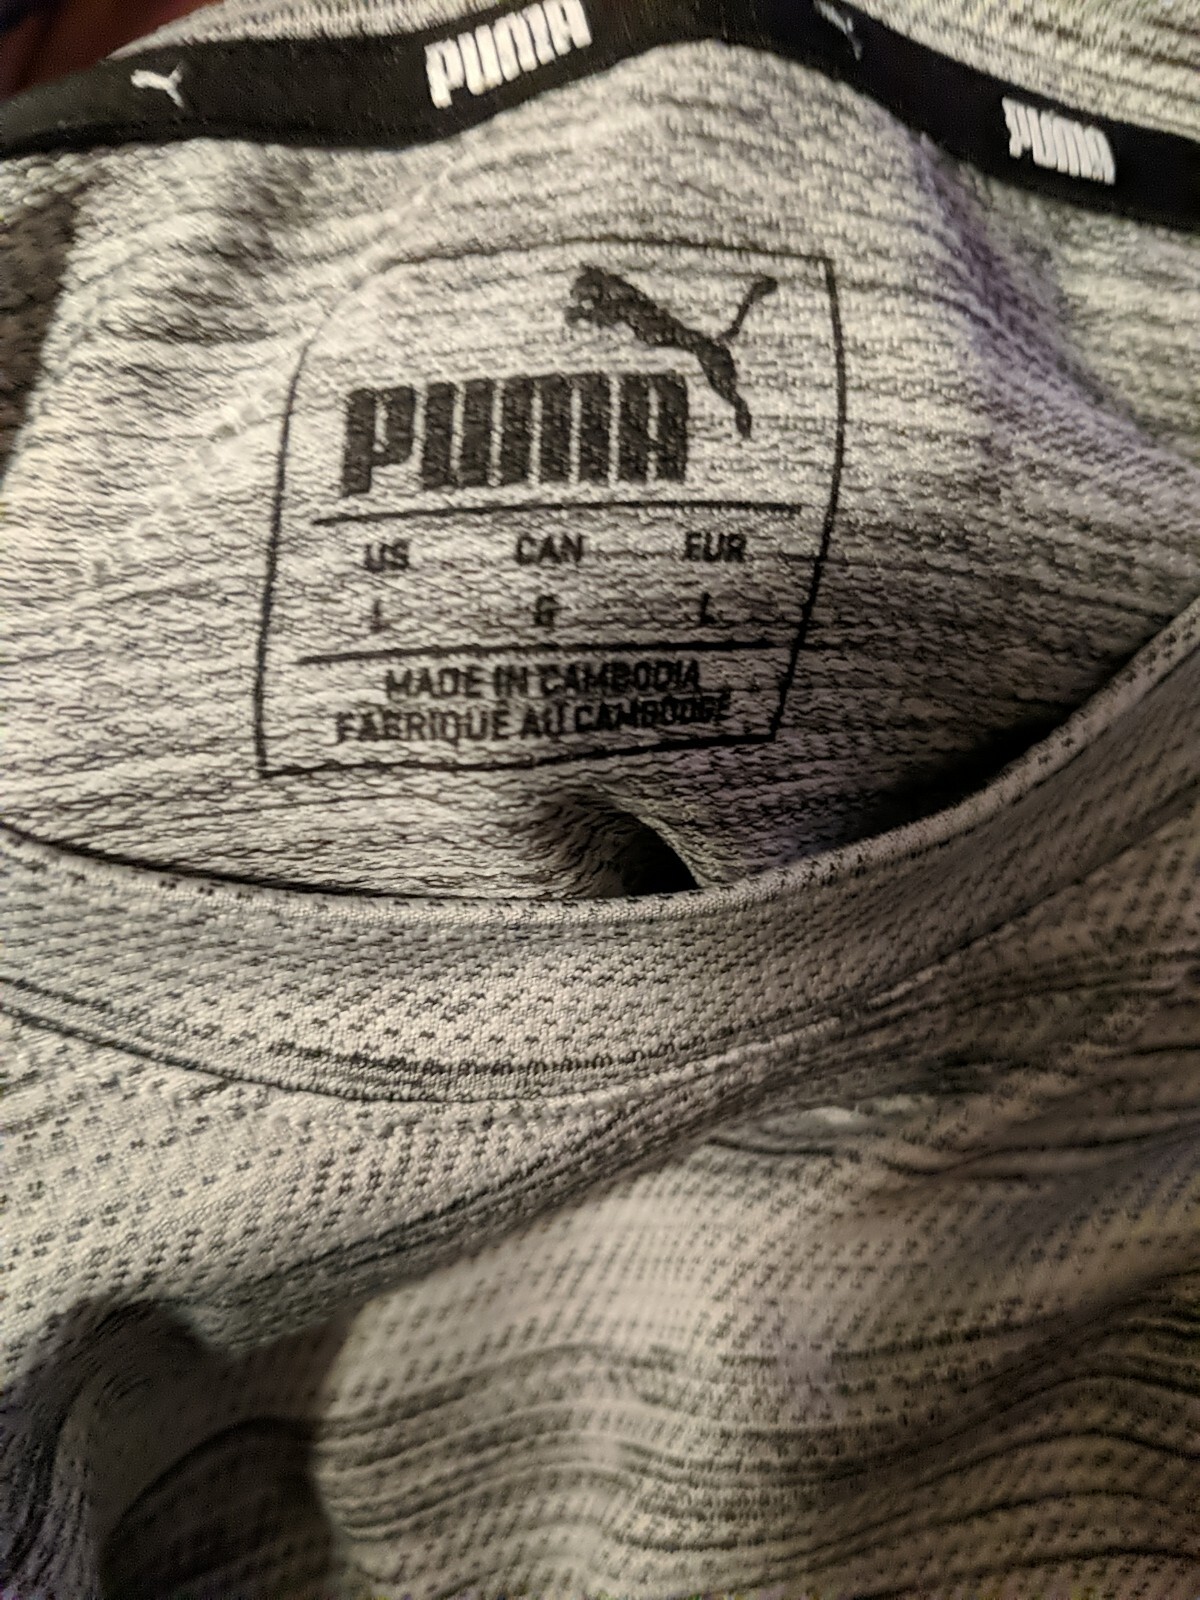 PUMA
PUMA
PUMA
US CAN EUR
L G L
MADE IN CAMBODIA
FABRIQUÉ AU CAMBODGE